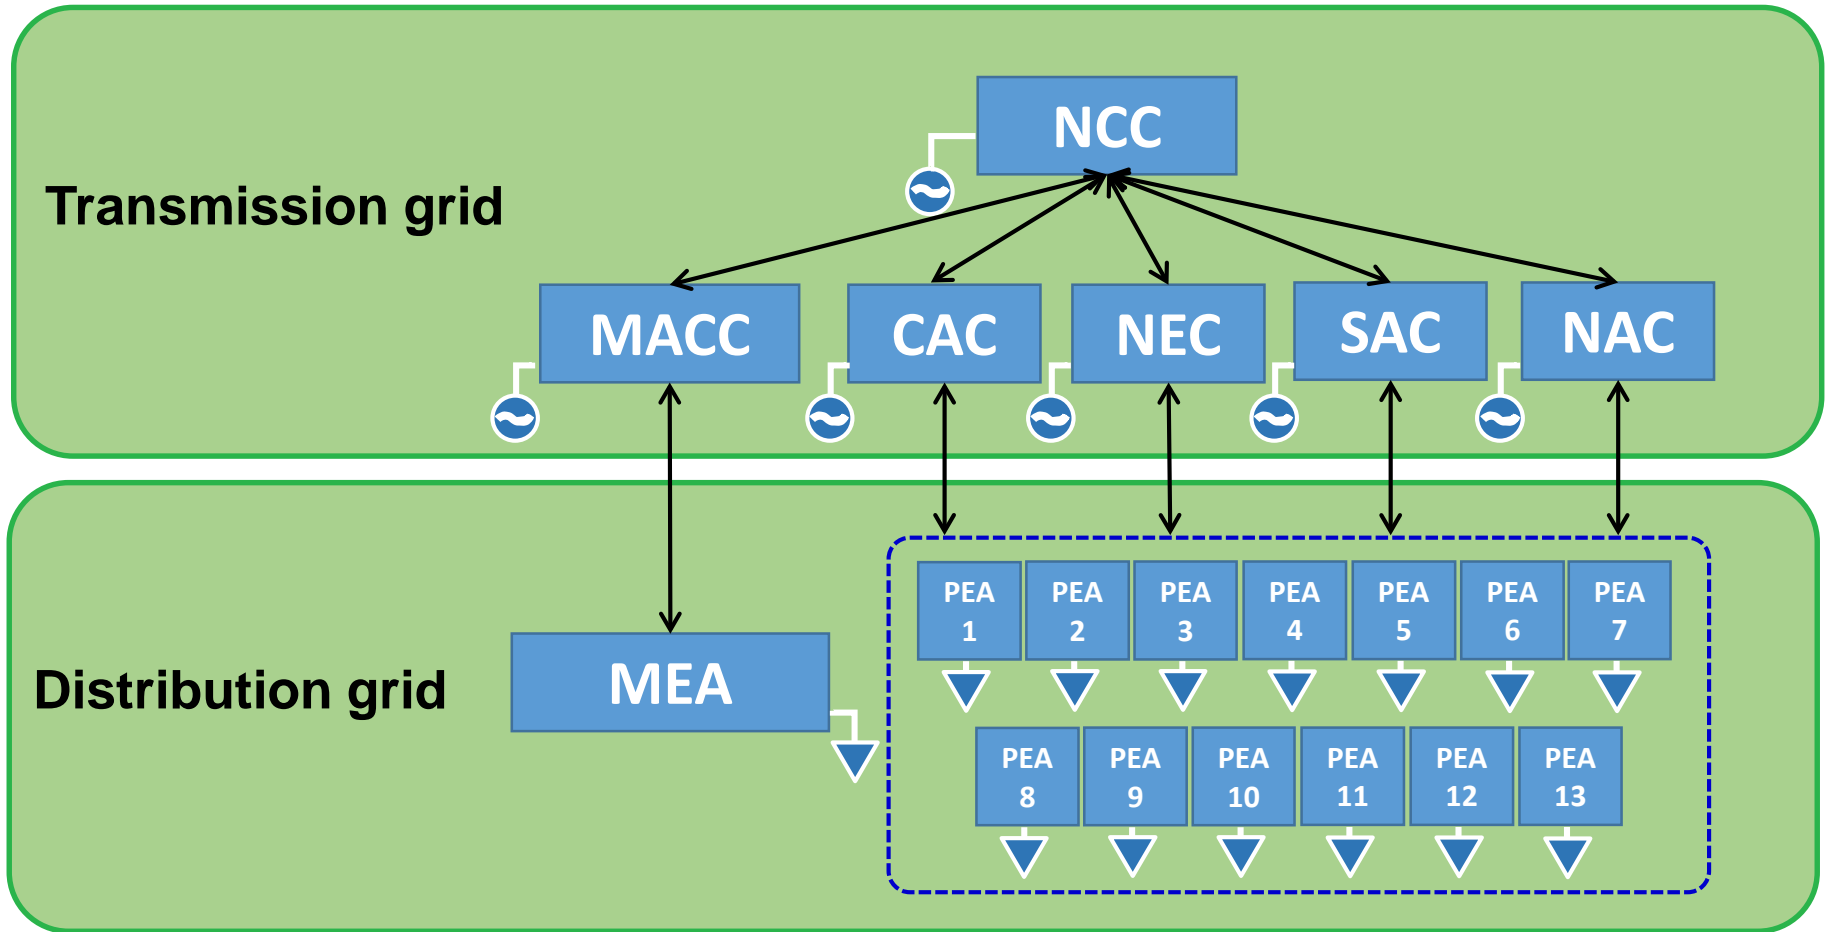 NCC
Transmission grid
MACC
CAC
NEC
SAC
NAC
Distribution grid
MEA
PEA
1
PEA
2
PEA
3
PEA
4
PEA
5
PEA
6
PEA
7
PEA
8
PEA
9
PEA
10
PEA
11
PEA
12
PEA
13